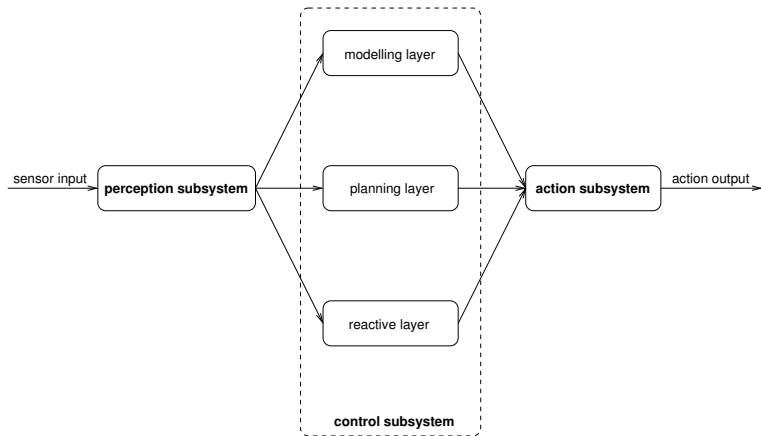 modelling layer
sensor input
perception subsystem
planning layer
action subsystem
action output
reactive layer
control subsystem